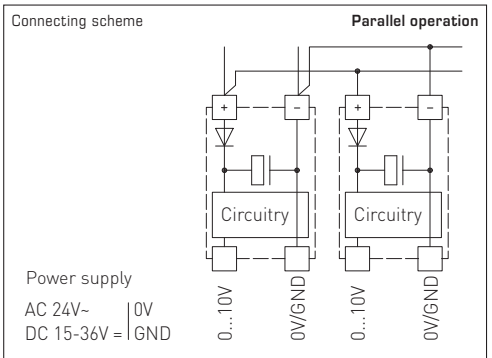 Connecting scheme
Parallel operation
+ − + −
Circuitry Circuitry
Power supply
AC 24V~ | 0V
DC 15-36V = | GND
0...10V
0V/GND
0...10V
0V/GND